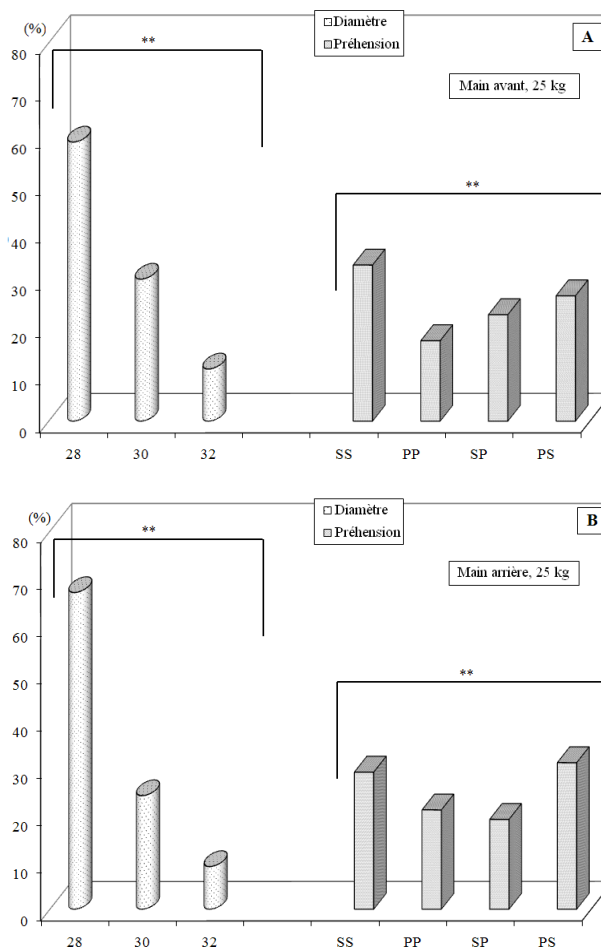 (%)
Diamètre
Préhension
A
**
Main avant, 25 kg
80
70
60
50
40
30
20
10
0
**
28 30 32 SS PP SP PS
(%)
Diamètre
Préhension
B
**
Main arrière, 25 kg
80
70
60
50
40
30
20
10
0
**
28 30 32 SS PP SP PS